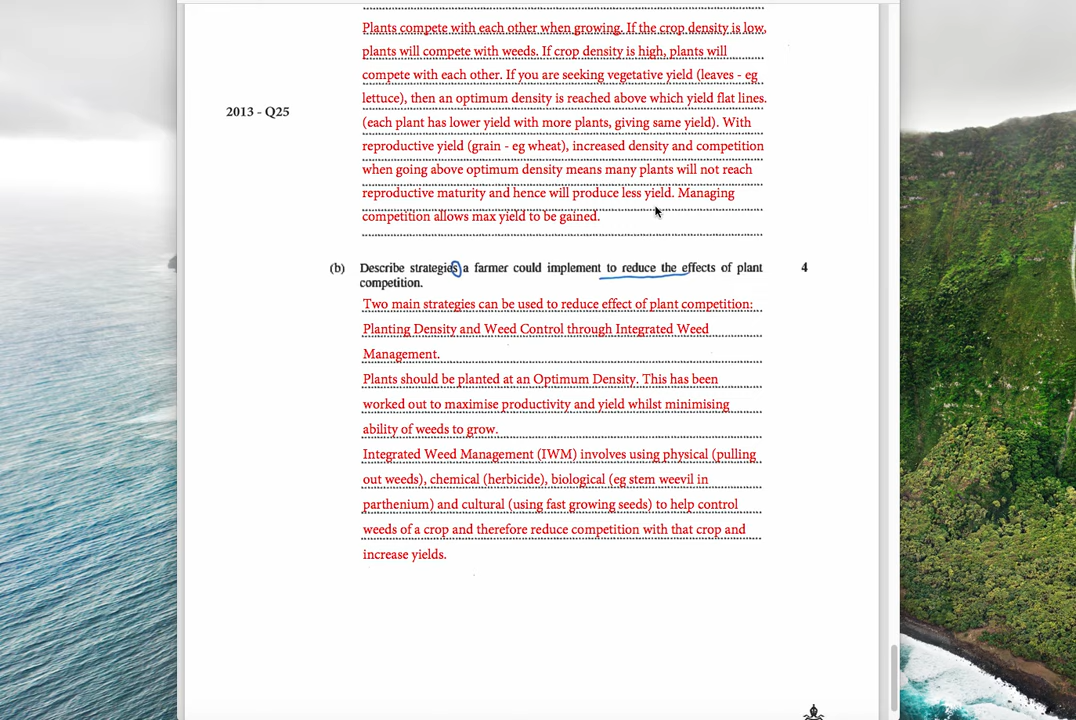 Plants compete with each other when growing. If the crop density is low,
plants will compete with weeds. If crop density is high, plants will
compete with each other. If you are seeking vegetative yield (leaves - eg
lettuce), then an optimum density is reached above which yield flat lines.
2013 - Q25
(each plant has lower yield with more plants, giving same yield). With
reproductive yield (grain - eg wheat), increased density and competition
when going above optimum density means many plants will not reach
reproductive maturity and hence will produce less yield. Managing
competition allows max yield to be gained.
(b) Describe strategies a farmer could implement to reduce the effects of plant 4
competition.
Two main strategies can be used to reduce effect of plant competition:
Planting Density and Weed Control through Integrated Weed
Management.
Plants should be planted at an Optimum Density. This has been
worked out to maximise productivity and yield whilst minimising
ability of weeds to grow.
Integrated Weed Management (IWM) involves using physical (pulling
out weeds), chemical (herbicide), biological (eg stem weevil in
parthenium) and cultural (using fast growing seeds) to help control
weeds of a crop and therefore reduce competition with that crop and
increase yields.